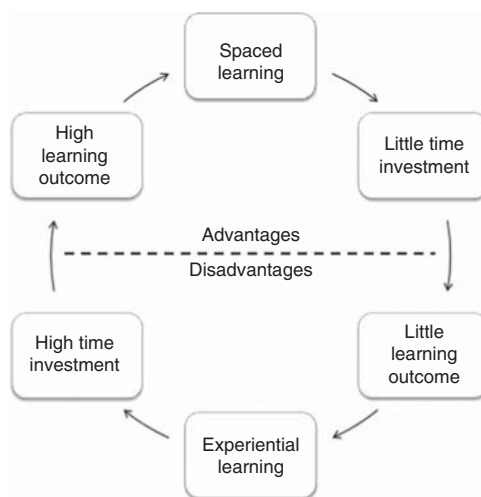 Spaced
learning
High
learning
outcome
Little time
investment
Advantages
Disadvantages
High time
investment
Little
learning
outcome
Experiential
learning